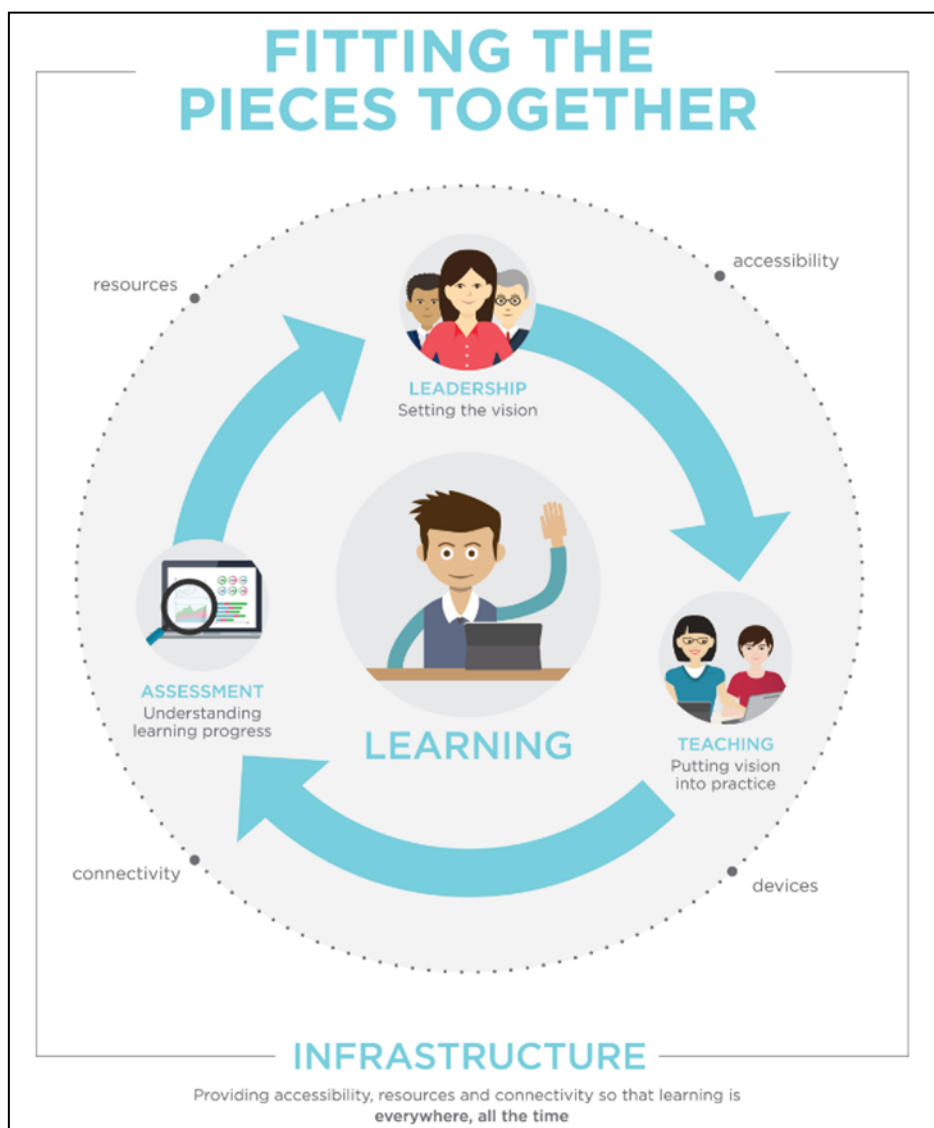 FITTING THE
PIECES TOGETHER
resources
accessibility
LEADERSHIP
Setting the vision
ASSESSMENT
Understanding
learning progress
LEARNING
TEACHING
Putting vision
into practice
connectivity
devices
INFRASTRUCTURE
Providing accessibility, resources and connectivity so that learning is
everywhere, all the time